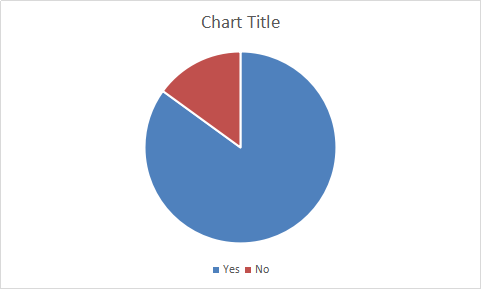 Chart Title
Yes No